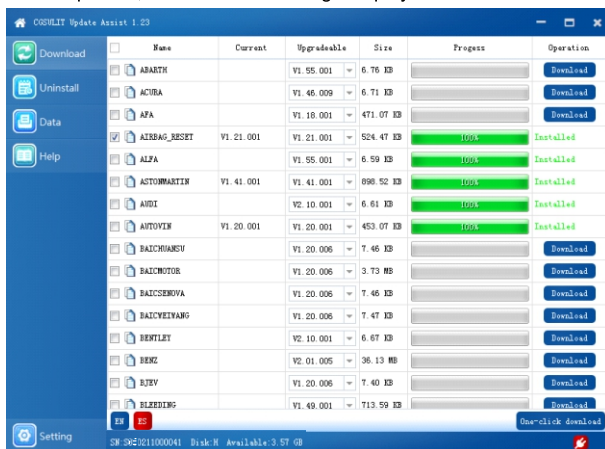 COGSULIT Update Assist 1.23
Download
Uninstall
Data
Help
Setting
Name Current Upgradeable Size Progess Operation
ABARTH V1.55.001 6.76 KB Download
ACURA V1.46.009 6.71 KB Download
AFA V1.18.001 471.07 KB Download
AIRBAG_RESET V1.21.001 V1.21.001 524.47 KB 100% Installed
ALFA V1.55.001 6.59 KB 100% Installed
ASTONMARTIN V1.41.001 V1.41.001 898.52 KB 100% Installed
AUDI V2.10.001 6.61 KB 100% Installed
AUTOVIN V1.20.001 V1.20.001 453.07 KB 100% Installed
BAICHUANSU V1.20.006 7.46 KB Download
BAICMOTOR V1.20.006 3.73 MB Download
BAICSENOVA V1.20.006 7.46 KB Download
BAICWEIWANG V1.20.006 7.47 KB Download
BENTLEY V2.10.001 6.67 KB Download
BENZ V2.01.005 36.13 MB Download
BJEV V1.20.006 7.40 KB Download
BLEEDING V1.49.001 713.59 KB
EN ES One-click download
Disk:H Available:3.57 GB